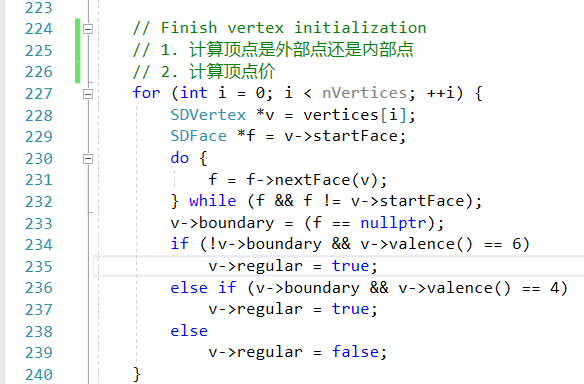 223
224 // Finish vertex initialization
225 // 1. 计算顶点是外部点还是内部点
226 // 2. 计算顶点价
227 for (int i = 0; i < nVertices; ++i) {
228 SDVertex *v = vertices[i];
229 SDFace *f = v->startFace;
230 do {
231 f = f->nextFace(v);
232 } while (f && f != v->startFace);
233 v->boundary = (f == nullptr);
234 if (!v->boundary && v->valence() == 6)
235 v->regular = true;
236 else if (v->boundary && v->valence() == 4)
237 v->regular = true;
238 else
239 v->regular = false;
240 }